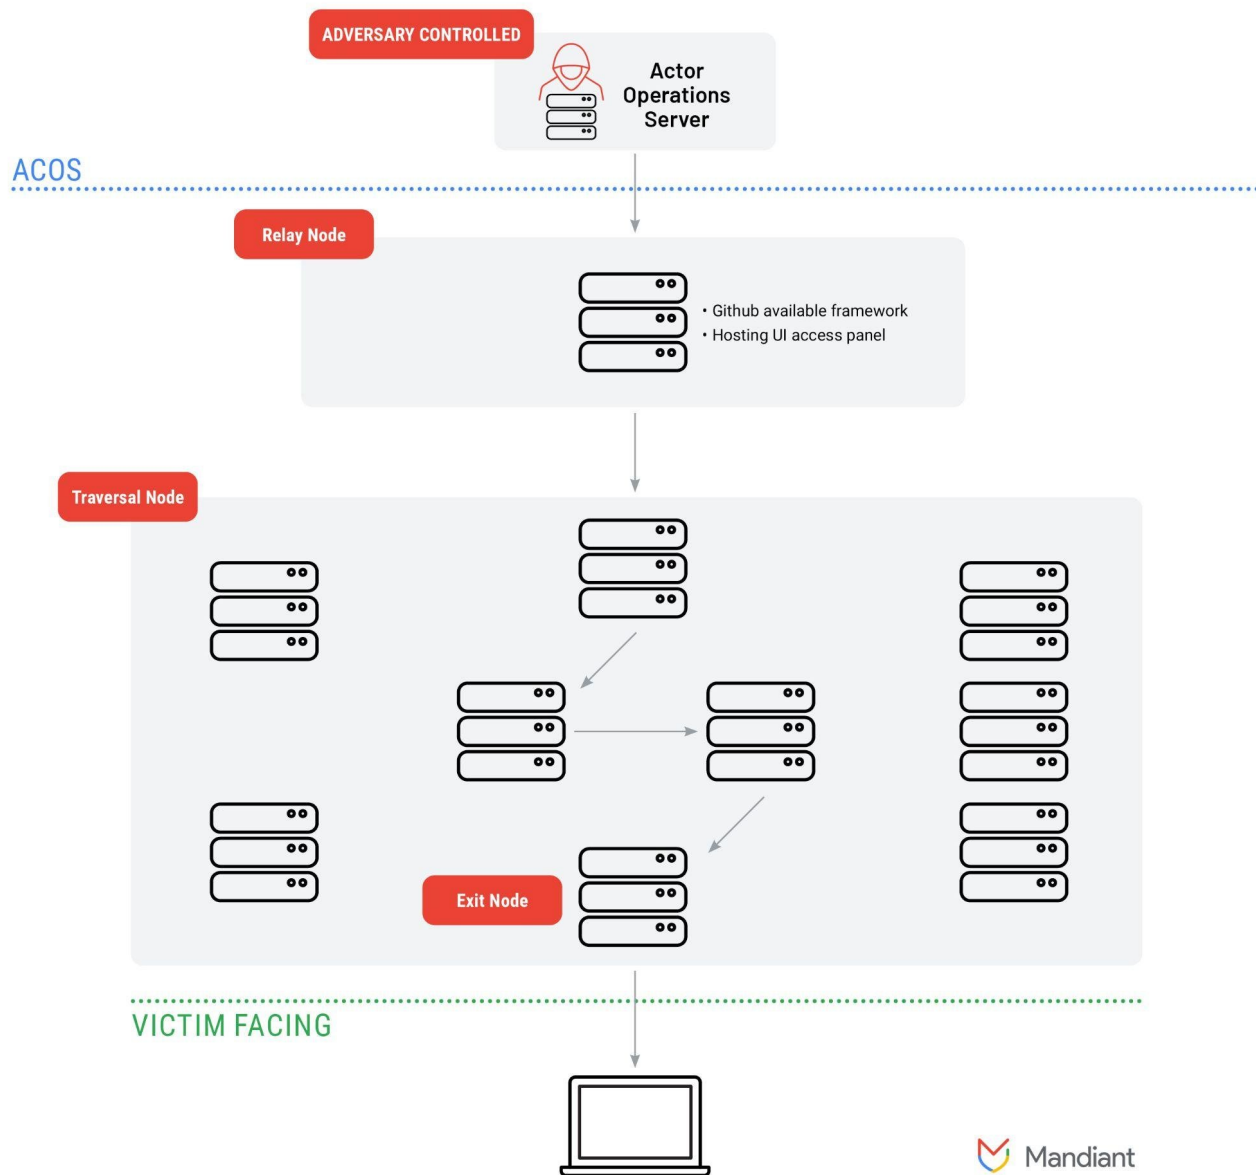 ADVERSARY CONTROLLED
Actor
Operations
Server
ACOS
Relay Node
• Github available framework
• Hosting UI access panel
Traversal Node
Exit Node
VICTIM FACING
Mandiant